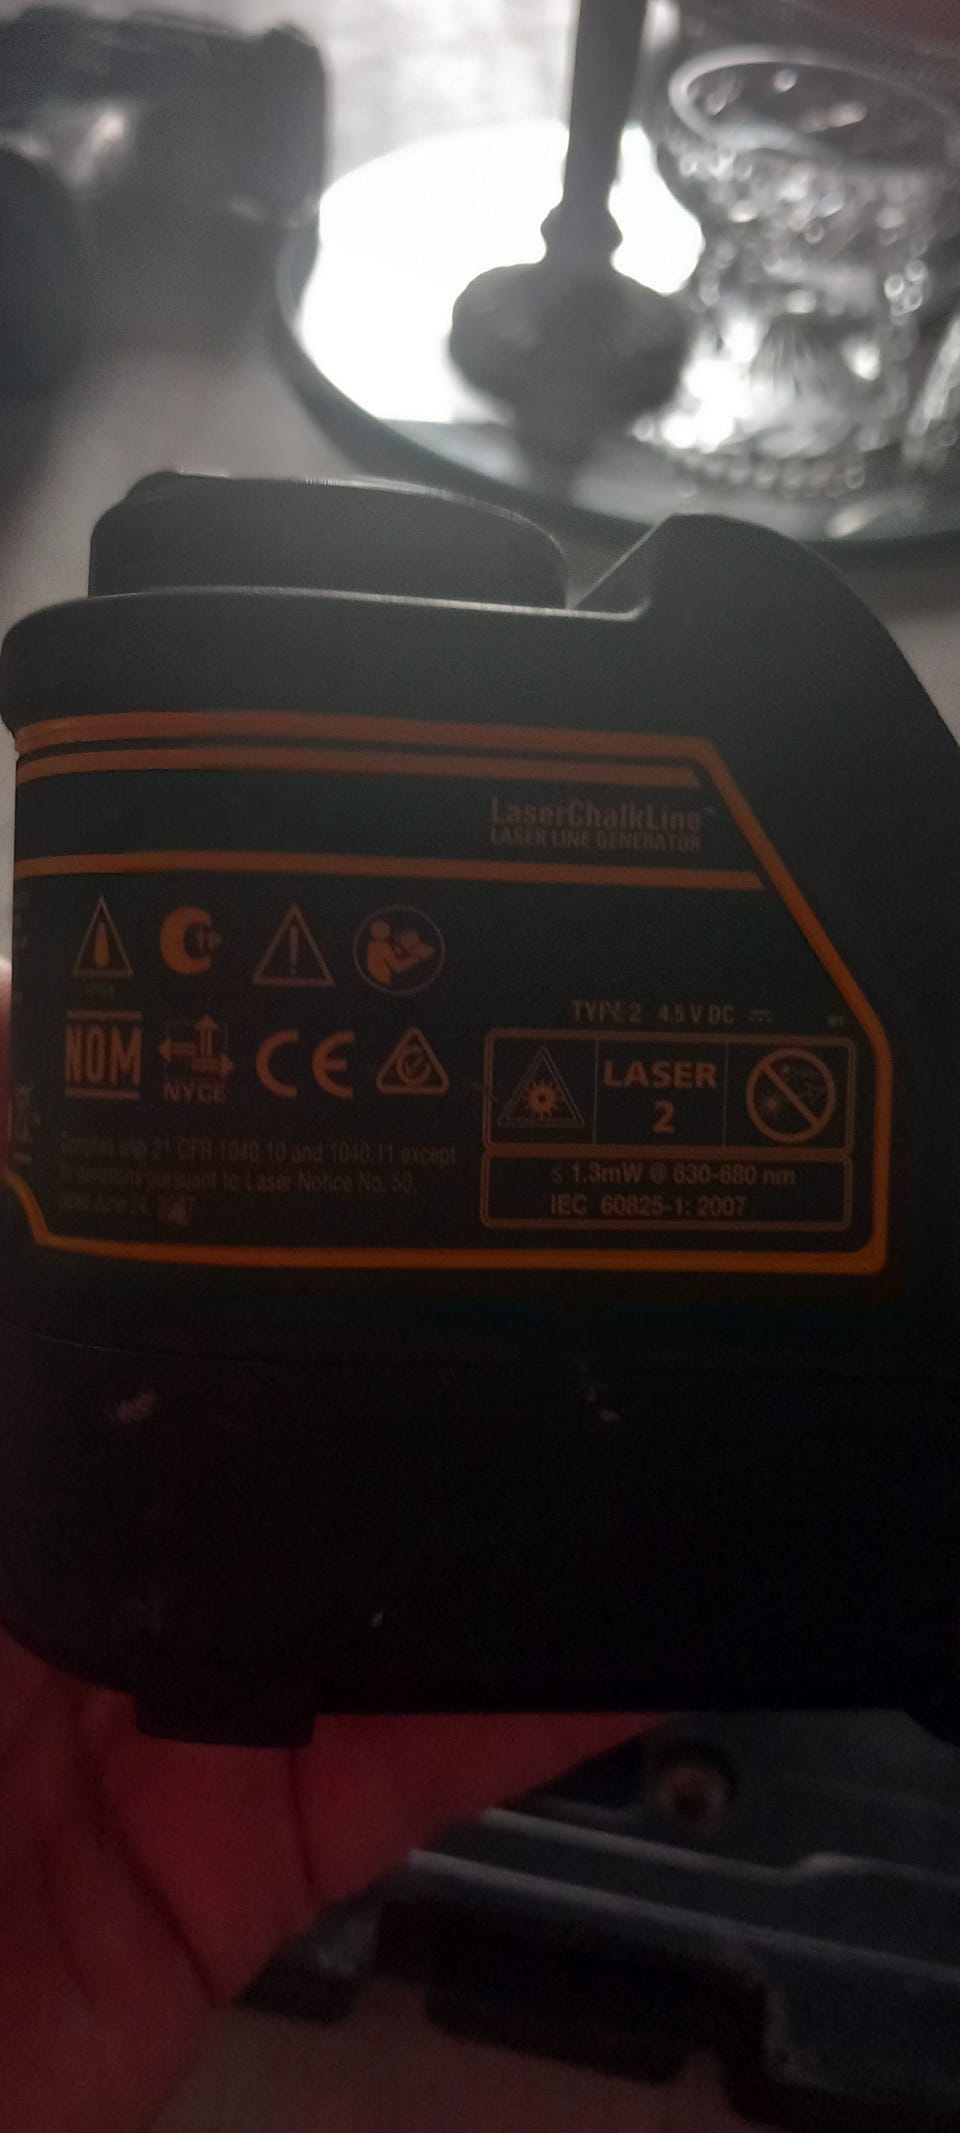 LaserChalkLine™
LASER LINE GENERATOR
TYPE 2 4.5 V DC
NOM
NYCE
CE
LASER
2
Complies with 21 CFR 1040.10 and 1040.11 except
deviations pursuant to Laser Notice No. 50,
dated June 24, 2007
≤ 1.3mW @ 630-680 nm
IEC 60825-1: 2007